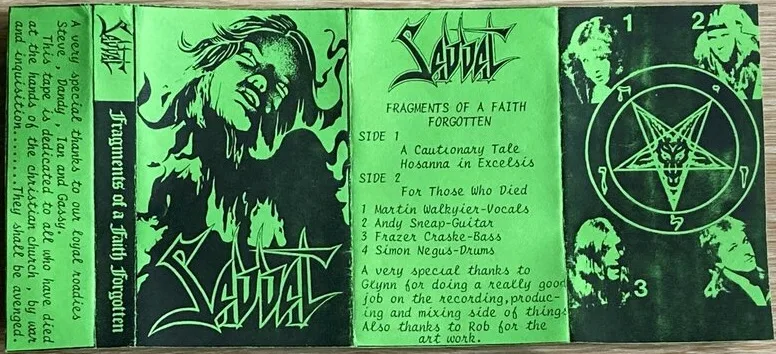 A very special thanks to our loyal roadies
Steve, Dandy, Ian and Gassy.
This tape is dedicated to all who have died
at the hands of the christian church, by war
and inquisition........They shall be avenged.
Sabbat
Fragments of a Faith Forgotten
Sabbat
Sabbat
FRAGMENTS OF A FAITH
FORGOTTEN
SIDE 1
A Cautionary Tale
Hosanna in Excelsis
SIDE 2
For Those Who Died
1 Martin Walkyier-Vocals
2 Andy Sneap-Guitar
3 Frazer Craske-Bass
4 Simon Negus-Drums
A very special thanks to
Glynn for doing a really good
job on the recording,produc-
ing and mixing side of things
Also thanks to Rob for the
art work.
1
2
3